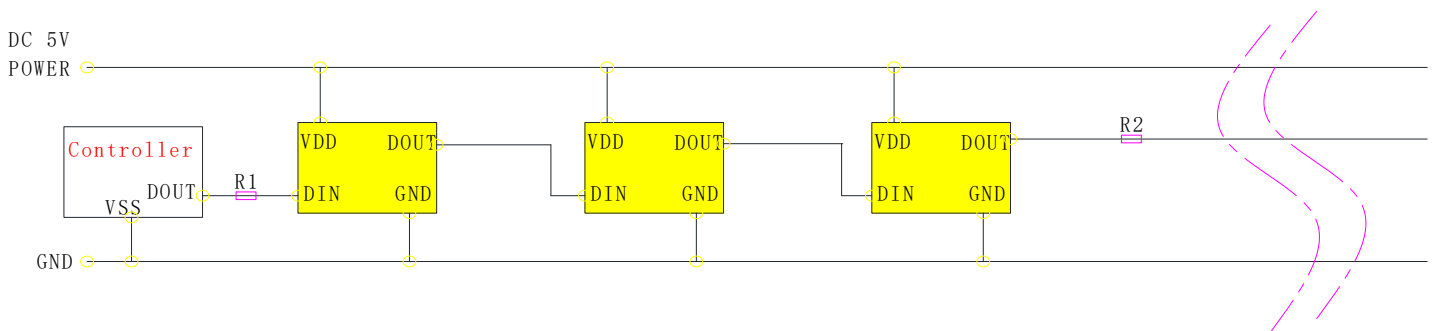 DC 5V
POWER
Controller
DOUT
VSS
R1
VDD
DOUT
DIN
GND
VDD
DOUT
DIN
GND
VDD
DOUT
DIN
GND
R2
GND